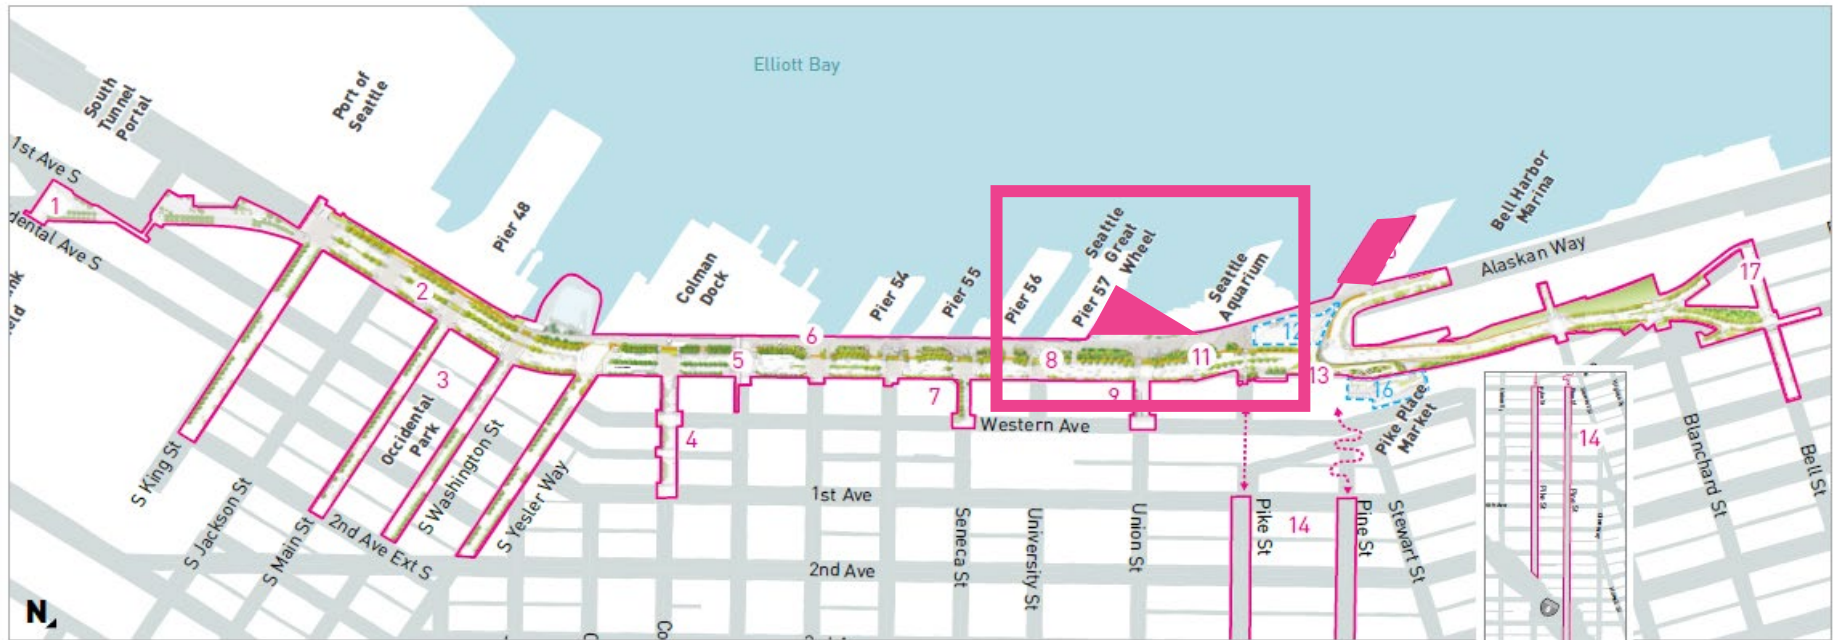 Elliott Bay
South
Tunnel
Portal
Port of
Seattle
1st Ave S
1
dental Ave S
Pier 48
Colman
Dock
Pier 54
Pier 55
Pier 56
Pier 57
Seattle
Great
Wheel
Seattle
Aquarium
Bell Harbor
Marina
Alaskan Way
17
2
6
5
8
11
12
13
16
3
7
9
4
Occidental
Park
Western Ave
Pike Place
Market
S King St
S Jackson St
S Main St
2nd Ave Ext S
S Washington St
S Yesler Way
1st Ave
2nd Ave
Seneca St
University St
Union St
Pike St
14
Pine St
Stewart St
14
Pike St
Pine St
Blanchard St
Bell St
N